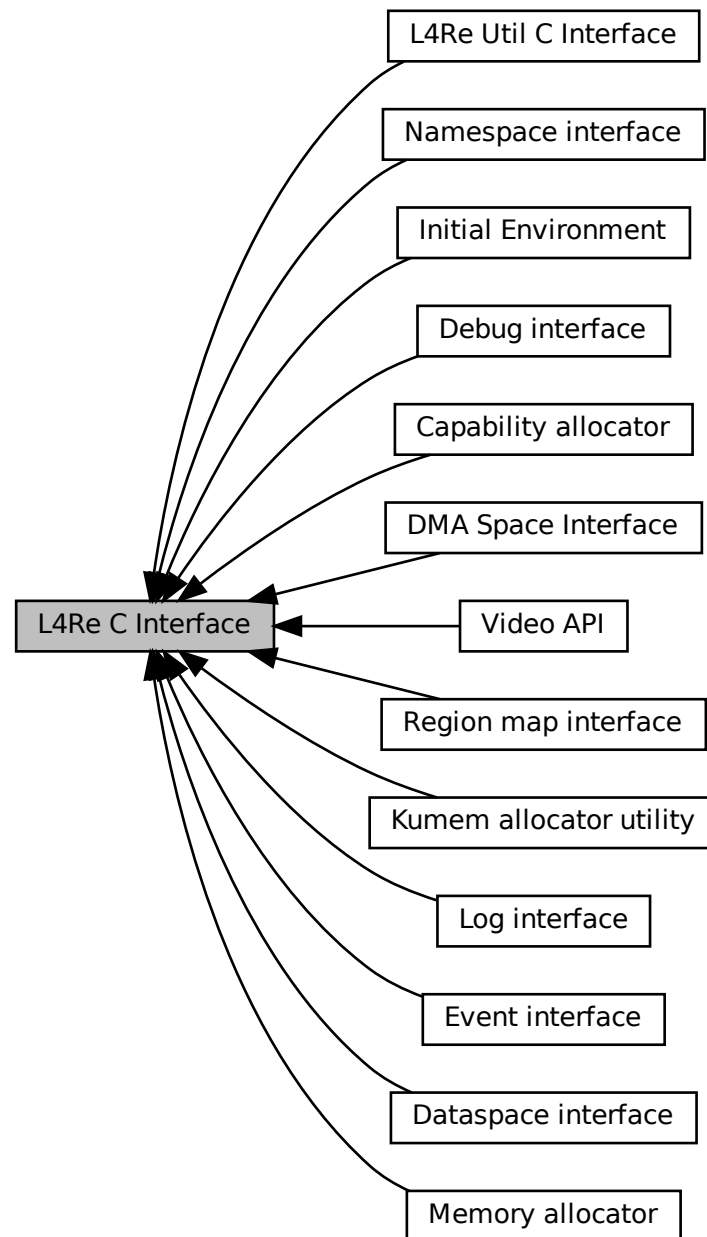 L4Re Util C Interface
Namespace interface
Initial Environment
Debug interface
Capability allocator
DMA Space Interface
L4Re C Interface
Video API
Region map interface
Kumem allocator utility
Log interface
Event interface
Dataspace interface
Memory allocator